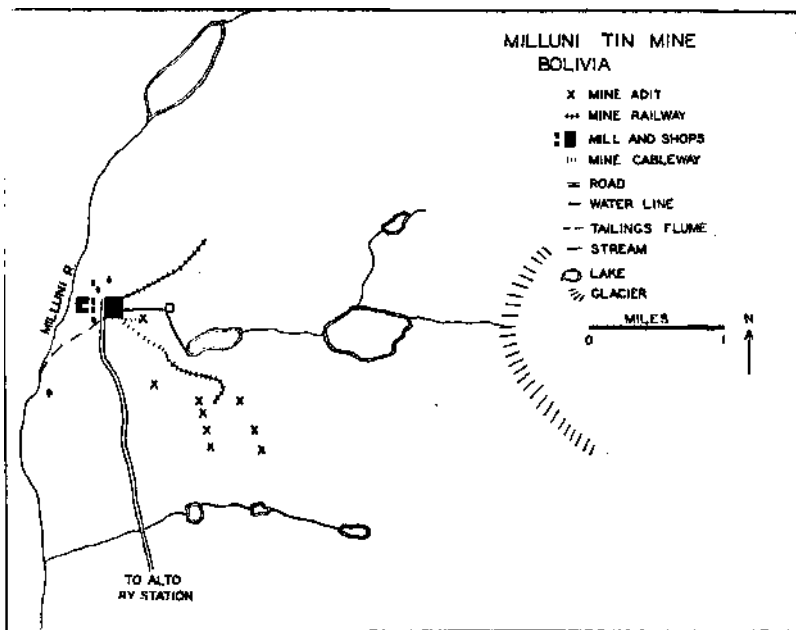 MILLUNI TIN MINE
BOLIVIA
X MINE ADIT
MINE RAILWAY
MILL AND SHOPS
MINE CABLEWAY
ROAD
WATER LINE
TAILINGS FLUME
STREAM
LAKE
GLACIER
MILES
0 1
N
MILLUNI R.
TO ALTO
RY STATION